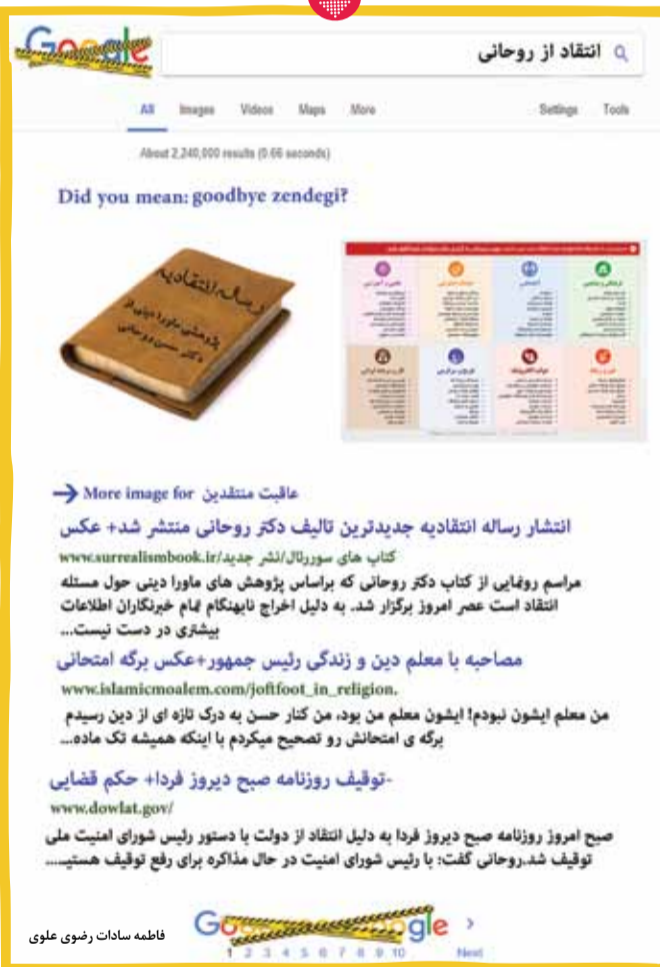 Google
انتقاد از روحانی
All Images Videos Maps More Settings Tools
About 2,240,000 results (0.66 seconds)
Did you mean: goodbye zendegi?
رساله انتقادیه
پژوهشی ماورا دینی از
دکتر حسن روحانی
More image for عاقبت منتقدین
انتشار رساله انتقادیه جدیدترین تالیف دکتر روحانی منتشر شد+ عکس
www.surrealismbook.ir/کتاب های سوررئال/نشر جدید
مراسم رونمایی از کتاب دکتر روحانی که براساس پژوهش های ماورا دینی حول مسئله
انتقاد است عصر امروز برگزار شد. به دلیل اخراج نابهنگام تمام خبرنگاران اطلاعات
بیشتری در دست نیست...
مصاحبه با معلم دین و زندگی رئیس جمهور+عکس برگه امتحانی
www.islamicmoalem.com/joftfoot_in_religion.
من معلم ایشون نبودم! ایشون معلم من بود، من کنار حسن به درک تازه ای از دین رسیدم
برگه ی امتحانش رو تصحیح میکردم با اینکه همیشه تک ماده...
-توقیف روزنامه صبح دیروز فردا+ حکم قضایی
www.dowlat.gov/
صبح امروز روزنامه صبح دیروز فردا به دلیل انتقاد از دولت با دستور رئیس شورای امنیت ملی
توقیف شد.روحانی گفت: با رئیس شورای امنیت در حال مذاکره برای رفع توقیف هستیم...
Go gle
1 2 3 4 5 6 7 8 9 10 Next
فاطمه سادات رضوی علوی